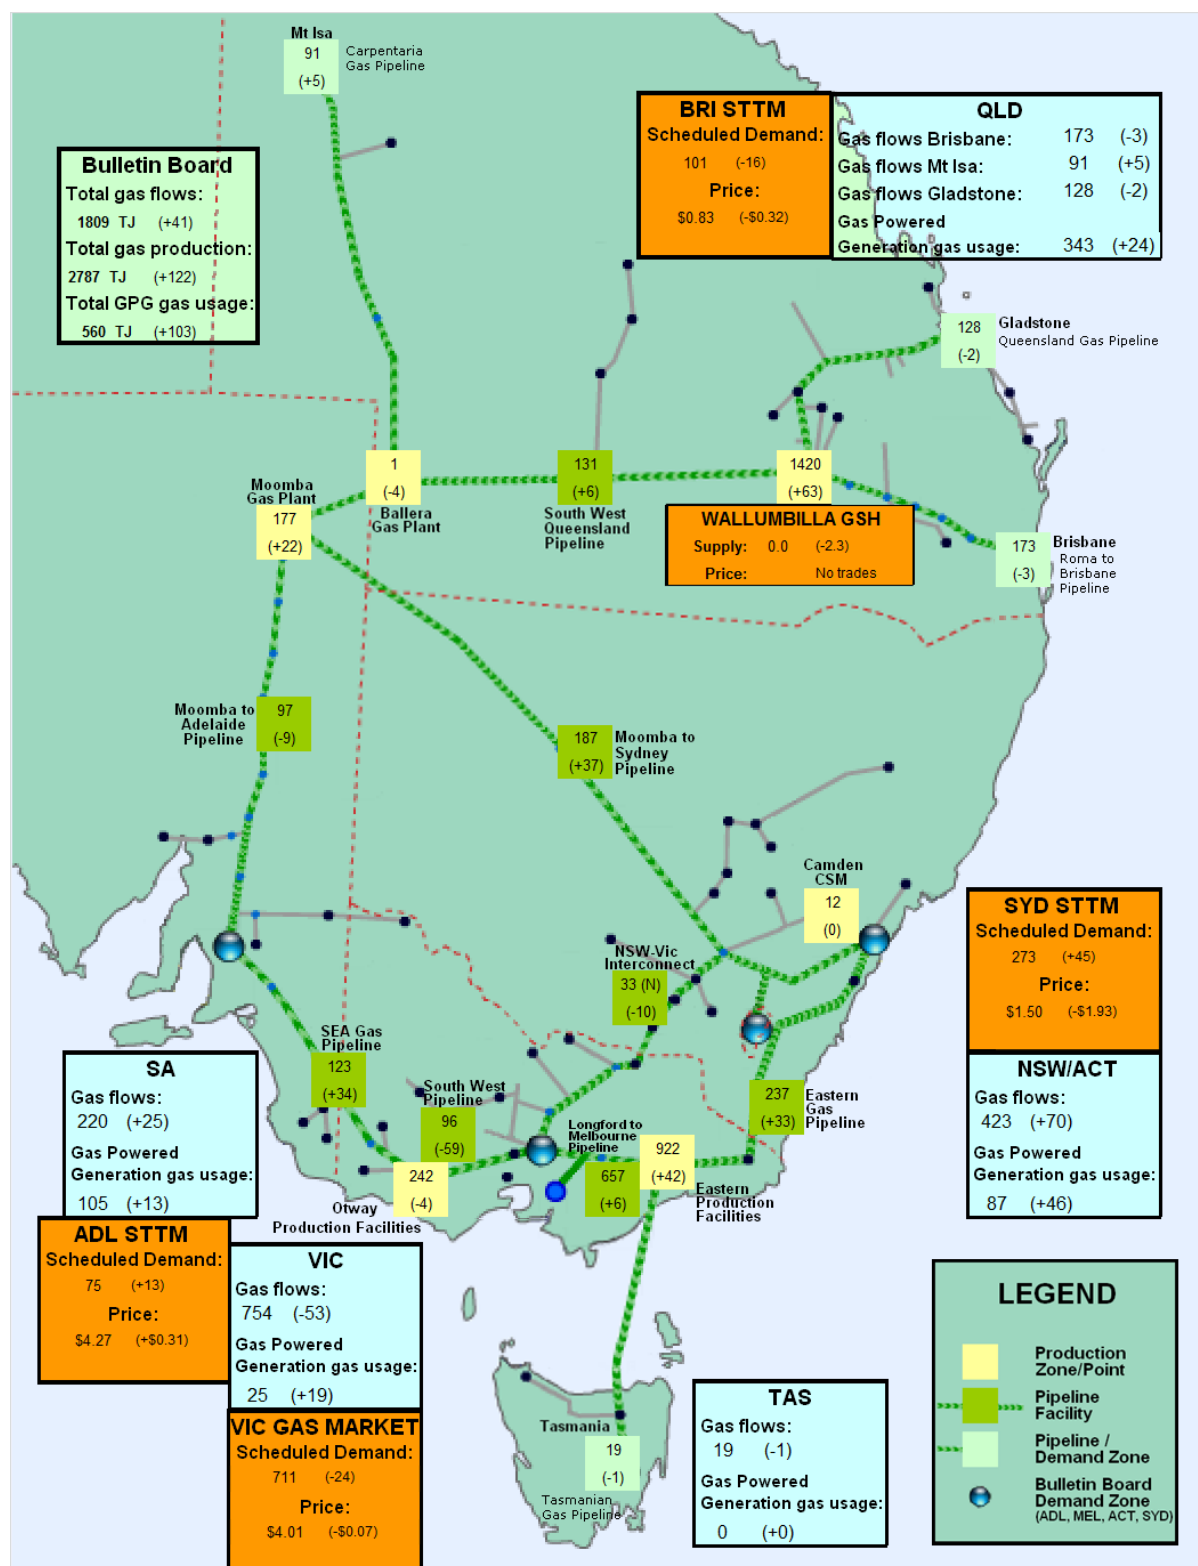 Mt Isa
91
(+5)
Carpentaria
Gas Pipeline
Bulletin Board
Total gas flows:
1809 TJ (+41)
Total gas production:
2787 TJ (+122)
Total GPG gas usage:
560 TJ (+103)
BRI STTM
Scheduled Demand:
101 (-16)
Price:
$0.83 (-$0.32)
QLD
Gas flows Brisbane: 173 (-3)
Gas flows Mt Isa: 91 (+5)
Gas flows Gladstone: 128 (-2)
Gas Powered
Generation gas usage: 343 (+24)
128
(-2)
Gladstone
Queensland Gas Pipeline
1
(-4)
Ballera
Gas Plant
131
(+6)
South West
Queensland
Pipeline
1420
(+63)
Moomba
Gas Plant
177
(+22)
WALLUMBILLA GSH
Supply: 0.0 (-2.3)
Price: No trades
173
(-3)
Brisbane
Roma to
Brisbane
Pipeline
Moomba to
Adelaide
Pipeline
97
(-9)
187
(+37)
Moomba to
Sydney
Pipeline
Camden
CSM
12
(0)
NSW-Vic
Interconnect
33 (N)
(-10)
SYD STTM
Scheduled Demand:
273 (+45)
Price:
$1.50 (-$1.93)
NSW/ACT
Gas flows:
423 (+70)
Gas Powered
Generation gas usage:
87 (+46)
SEA Gas
Pipeline
123
(+34)
SA
Gas flows:
220 (+25)
Gas Powered
Generation gas usage:
105 (+13)
South West
Pipeline
96
(-59)
Longford to
Melbourne
Pipeline
657
(+6)
922
(+42)
Eastern
Production
Facilities
237
(+33)
Eastern
Gas
Pipeline
242
(-4)
Otway
Production Facilities
ADL STTM
Scheduled Demand:
75 (+13)
Price:
$4.27 (+$0.31)
VIC
Gas flows:
754 (-53)
Gas Powered
Generation gas usage:
25 (+19)
VIC GAS MARKET
Scheduled Demand:
711 (-24)
Price:
$4.01 (-$0.07)
Tasmania
19
(-1)
Tasmanian
Gas Pipeline
TAS
Gas flows:
19 (-1)
Gas Powered
Generation gas usage:
0 (+0)
LEGEND
Production
Zone/Point
Pipeline
Facility
Pipeline /
Demand Zone
Bulletin Board
Demand Zone
(ADL, MEL, ACT, SYD)